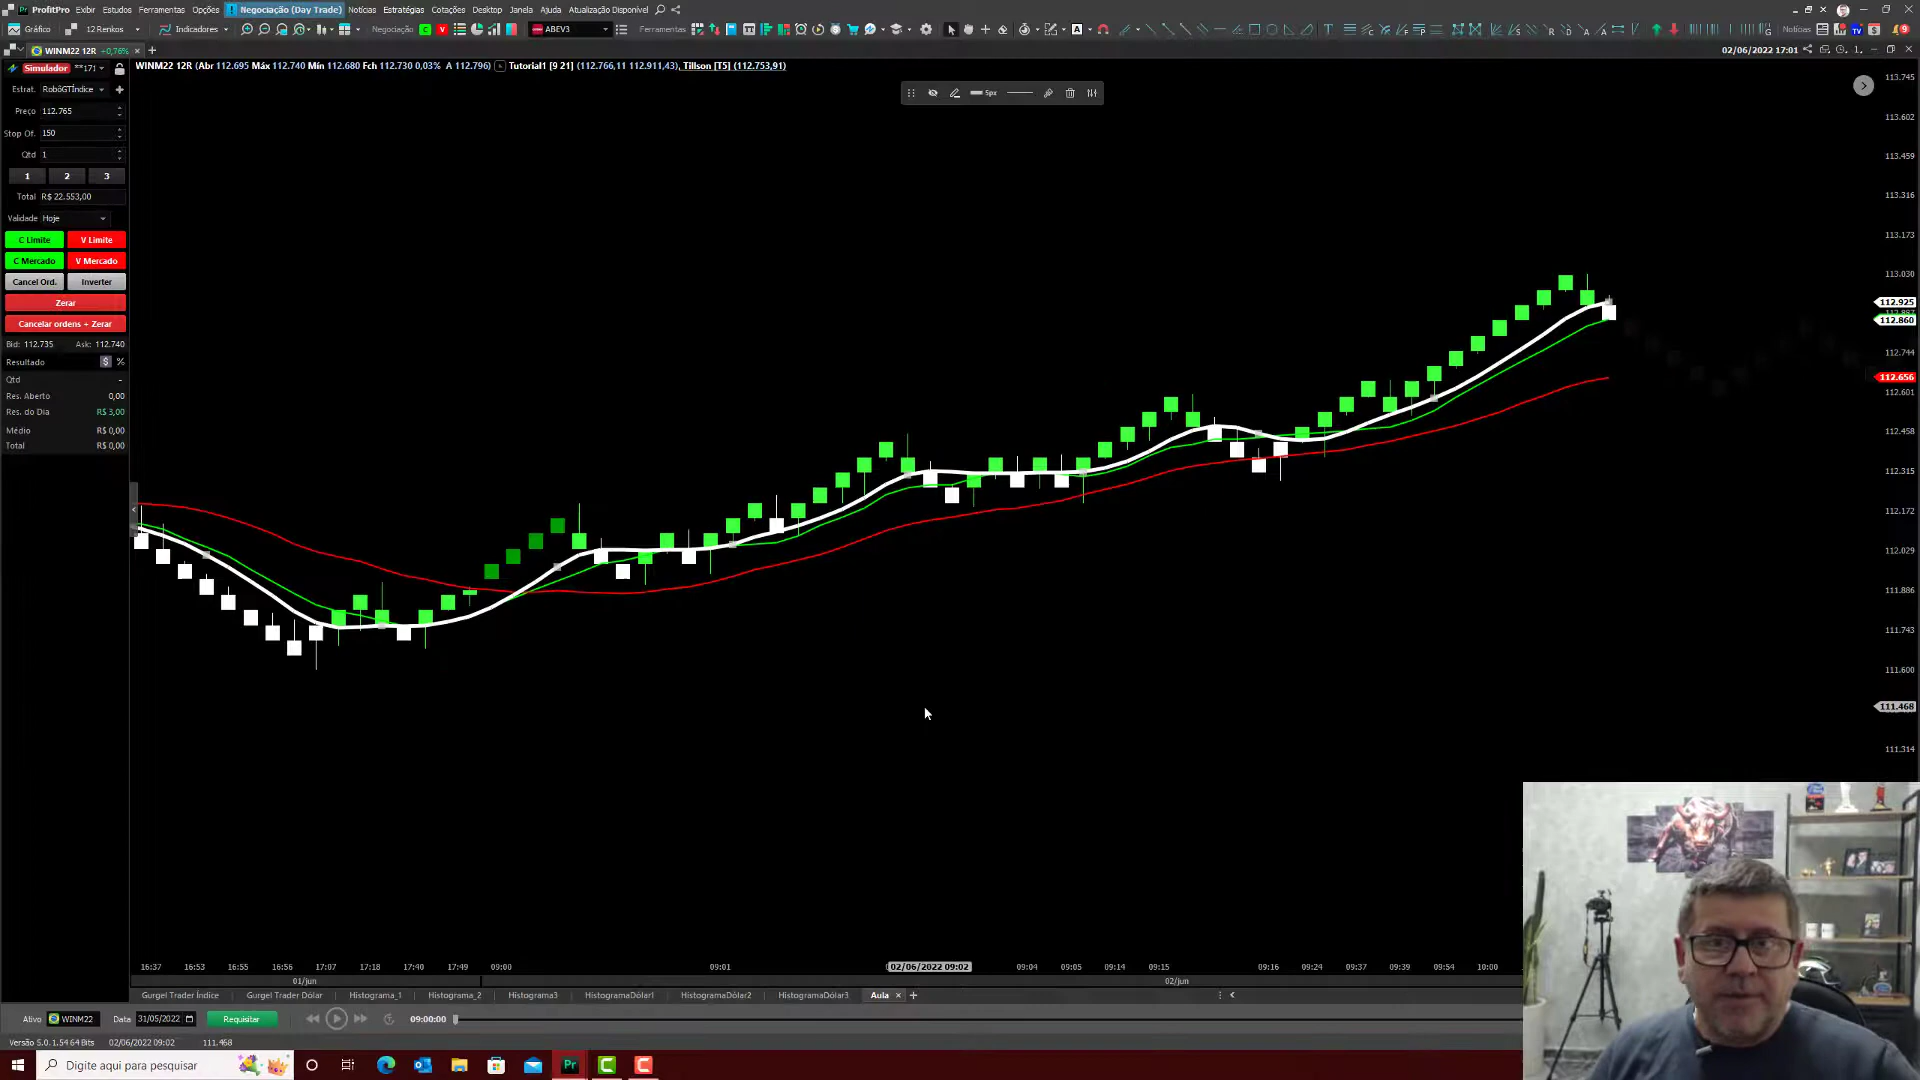 ProfitPro Exibir Estudos Ferramentas Opções ! Negociação (Day Trade) Notícias Estratégias Cotações Desktop Janela Ajuda Atualização Disponível
Gráfico 12 Renkos Indicadores Negociação C V ABEV3 Ferramentas Notícias
WINM22 12R +0,76% 02/06/2022 17:01
Simulador **171
WINM22 12R (Abr 112.695 Máx 112.740 Mín 112.680 Fch 112.730 0,03% A 112.796) Tutorial1 [9 21] (112.766,11 112.911,43), Tillson [T5] (112.753,91)
Estrat. RobôGTÍndice
Preço 112.765
Stop Of. 150
Qtd 1
1 2 3
Total R$ 22.553,00
Validade Hoje
C Limite V Limite
C Mercado V Mercado
Cancel Ord. Inverter
Zerar
Cancelar ordens + Zerar
Bid: 112.735 Ask: 112.740
Resultado $ %
Qtd -
Res. Aberto 0,00
Res. do Dia R$ 3,00
Médio R$ 0,00
Total R$ 0,00
5px
113.745
113.602
113.459
113.316
113.173
113.030
112.925
112.860
112.744
112.656
112.601
112.458
112.315
112.172
112.029
111.886
111.743
111.600
111.468
111.314
16:37 16:53 16:55 16:56 17:07 17:18 17:40 17:49 09:00 09:01 02/06/2022 09:02 09:04 09:05 09:14 09:15 09:16 09:24 09:37 09:39 09:54 10:00
01/jun 02/jun
Gurgel Trader Índice Gurgel Trader Dólar Histograma_1 Histograma_2 Histograma3 HistogramaDólar1 HistogramaDólar2 HistogramaDólar3 Aula
Ativo WINM22 Data 31/05/2022 Requisitar 09:00:00
Versão 5.0.1.54 64 Bits 02/06/2022 09:02 111.468
Digite aqui para pesquisar